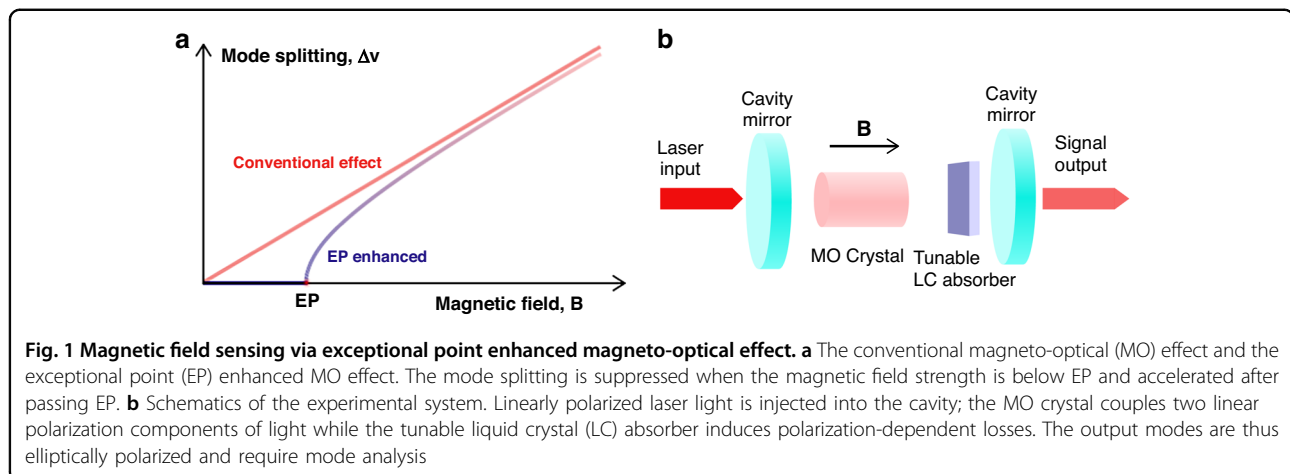 a
Mode splitting, Δv
Conventional effect
EP enhanced
EP
Magnetic field, B
b
Cavity
mirror
Cavity
mirror
B
Laser
input
Signal
output
MO Crystal
Tunable
LC absorber
Fig. 1 Magnetic field sensing via exceptional point enhanced magneto-optical effect. a The conventional magneto-optical (MO) effect and the
exceptional point (EP) enhanced MO effect. The mode splitting is suppressed when the magnetic field strength is below EP and accelerated after
passing EP. b Schematics of the experimental system. Linearly polarized laser light is injected into the cavity; the MO crystal couples two linear
polarization components of light while the tunable liquid crystal (LC) absorber induces polarization-dependent losses. The output modes are thus
elliptically polarized and require mode analysis